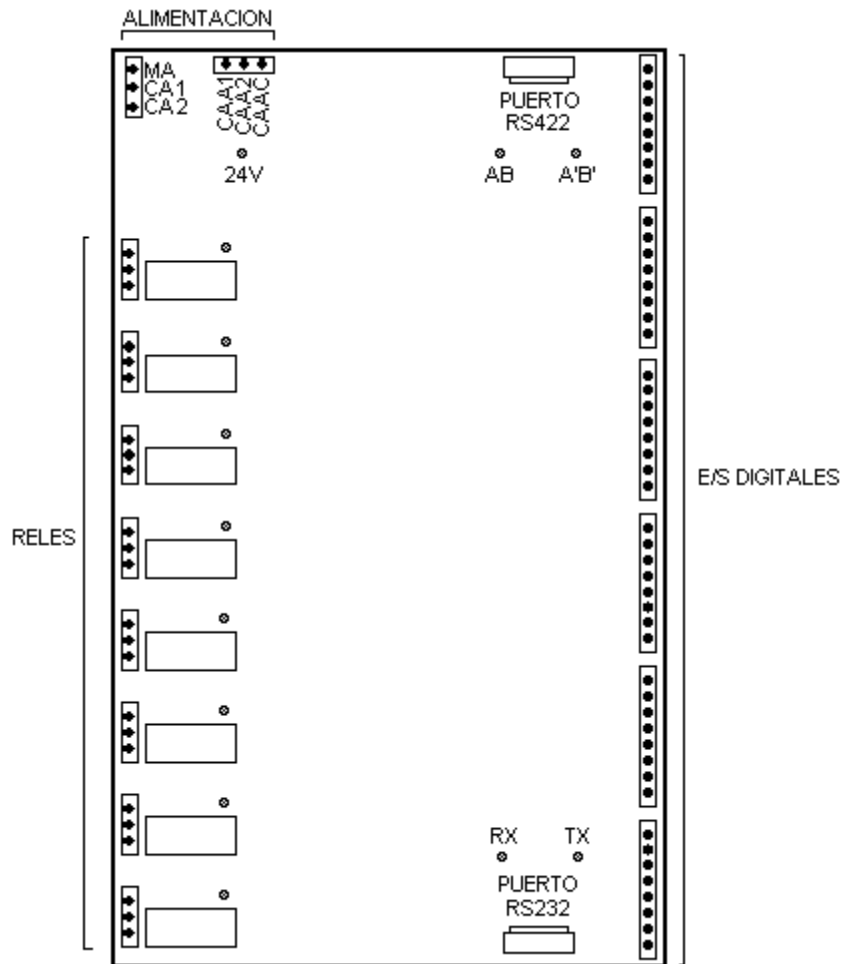 ALIMENTACION
MA
CA1
CA2
CAA1
CAA2
CAAC
24V
PUERTO
RS422
AB
A'B'
RELES
E/S DIGITALES
RX
TX
PUERTO
RS232